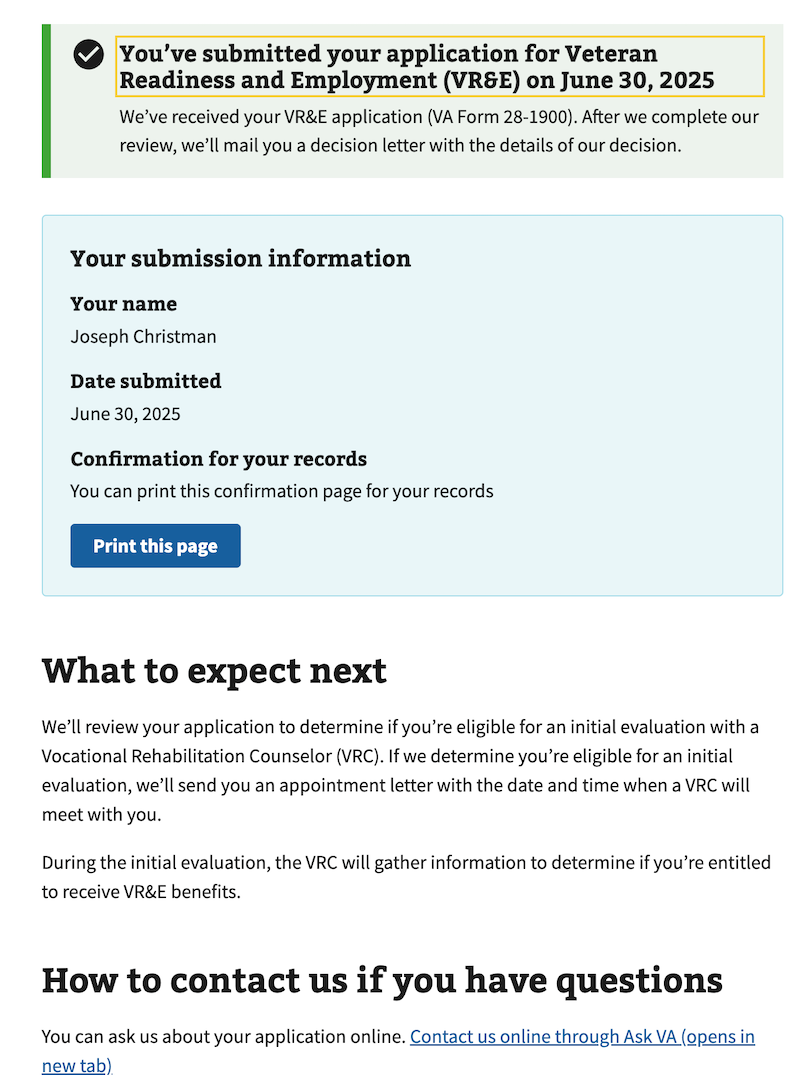 You’ve submitted your application for Veteran
Readiness and Employment (VR&E) on June 30, 2025
We’ve received your VR&E application (VA Form 28-1900). After we complete our
review, we’ll mail you a decision letter with the details of our decision.
Your submission information
Your name
Joseph Christman
Date submitted
June 30, 2025
Confirmation for your records
You can print this confirmation page for your records
Print this page
What to expect next
We’ll review your application to determine if you’re eligible for an initial evaluation with a
Vocational Rehabilitation Counselor (VRC). If we determine you’re eligible for an initial
evaluation, we’ll send you an appointment letter with the date and time when a VRC will
meet with you.
During the initial evaluation, the VRC will gather information to determine if you’re entitled
to receive VR&E benefits.
How to contact us if you have questions
You can ask us about your application online. Contact us online through Ask VA (opens in
new tab)